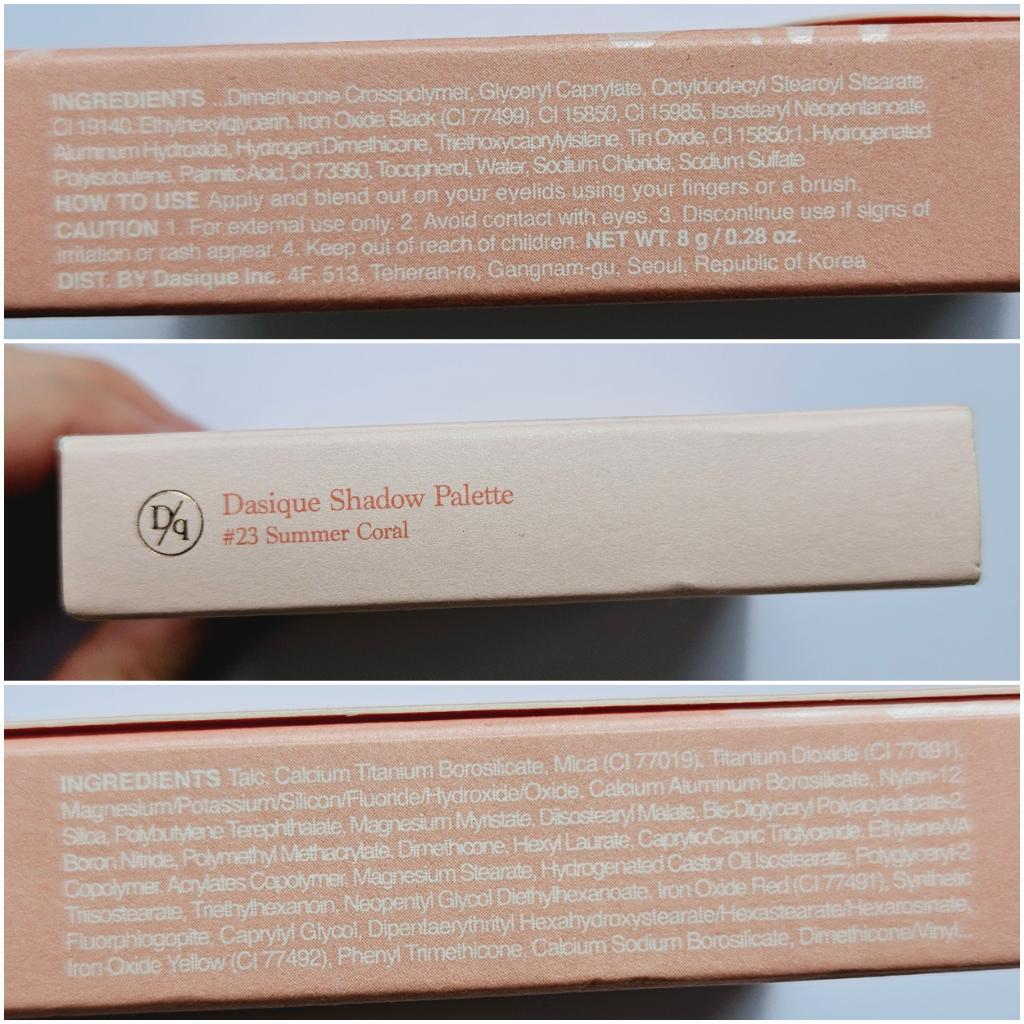 INGREDIENTS ...Dimethicone Crosspolymer, Glyceryl Caprylate, Octyldodecyl Stearoyl Stearate,
CI 19140, Ethylhexylglycerin, Iron Oxide Black (CI 77499), CI 15850, CI 15985, Isostearyl Neopentanoate,
Aluminum Hydroxide, Hydrogen Dimethicone, Triethoxycaprylylsilane, Tin Oxide, CI 15850:1, Hydrogenated
Polyisobutene, Palmitic Acid, CI 73360, Tocopherol, Water, Sodium Chloride, Sodium Sulfate
HOW TO USE Apply and blend out on your eyelids using your fingers or a brush.
CAUTION 1. For external use only. 2. Avoid contact with eyes. 3. Discontinue use if signs of
irritation or rash appear. 4. Keep out of reach of children. NET WT. 8 g / 0.28 oz.
DIST. BY Dasique Inc. 4F, 513, Teheran-ro, Gangnam-gu, Seoul, Republic of Korea
D/q
Dasique Shadow Palette
#23 Summer Coral
INGREDIENTS Talc, Calcium Titanium Borosilicate, Mica (CI 77019), Titanium Dioxide (CI 77891),
Magnesium/Potassium/Silicon/Fluoride/Hydroxide/Oxide, Calcium Aluminum Borosilicate, Nylon-12,
Silica, Polybutylene Terephthalate, Magnesium Myristate, Diisostearyl Malate, Bis-Diglyceryl Polyacyladipate-2,
Boron Nitride, Polymethyl Methacrylate, Dimethicone, Hexyl Laurate, Caprylic/Capric Triglyceride, Ethylene/VA
Copolymer, Acrylates Copolymer, Magnesium Stearate, Hydrogenated Castor Oil Isostearate, Polyglyceryl-2
Triisostearate, Triethylhexanoin, Neopentyl Glycol Diethylhexanoate, Iron Oxide Red (CI 77491), Synthetic
Fluorphlogopite, Caprylyl Glycol, Dipentaerythrityl Hexahydroxystearate/Hexastearate/Hexarosinate,
Iron Oxide Yellow (CI 77492), Phenyl Trimethicone, Calcium Sodium Borosilicate, Dimethicone/Vinyl...